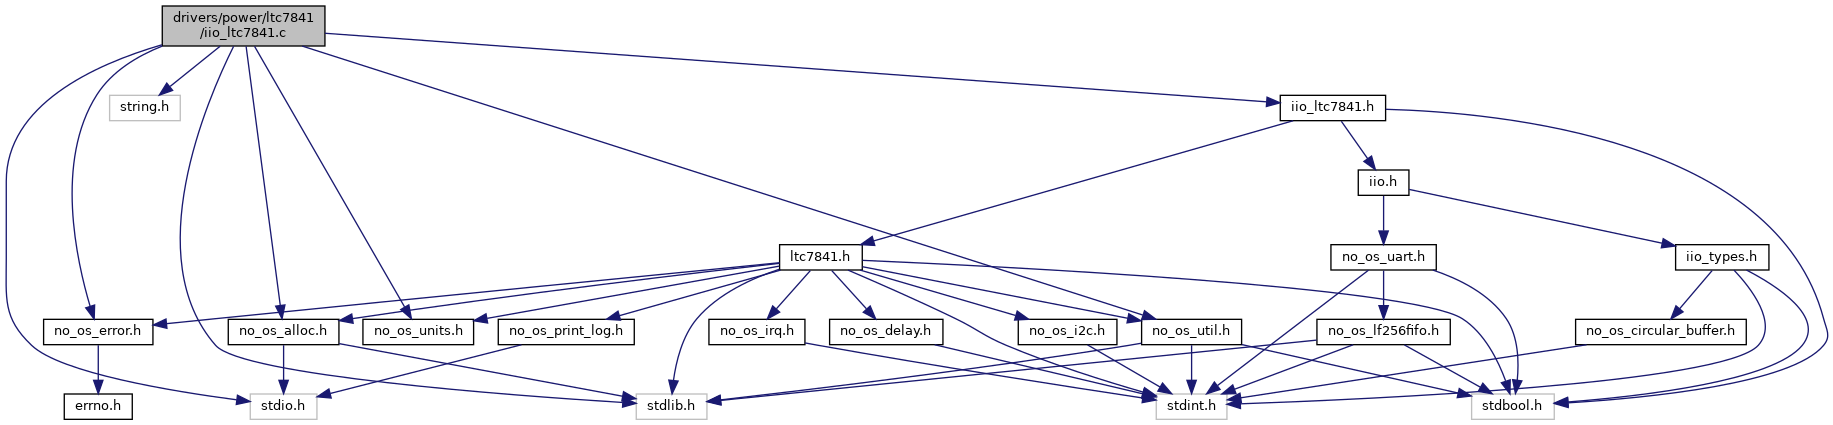 drivers/power/ltc7841
/iio_ltc7841.c
string.h
iio_ltc7841.h
iio.h
ltc7841.h
no_os_uart.h
iio_types.h
no_os_error.h
no_os_alloc.h
no_os_units.h
no_os_print_log.h
no_os_irq.h
no_os_delay.h
no_os_i2c.h
no_os_util.h
no_os_lf256fifo.h
no_os_circular_buffer.h
errno.h
stdio.h
stdlib.h
stdint.h
stdbool.h